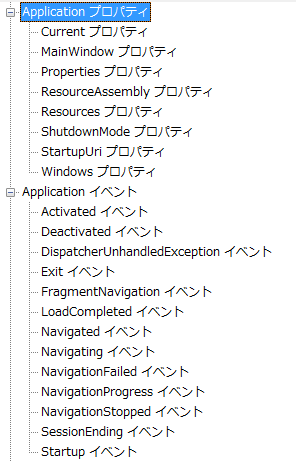 Application プロパティ
Current プロパティ
MainWindow プロパティ
Properties プロパティ
ResourceAssembly プロパティ
Resources プロパティ
ShutdownMode プロパティ
StartupUri プロパティ
Windows プロパティ
Application イベント
Activated イベント
Deactivated イベント
DispatcherUnhandledException イベント
Exit イベント
FragmentNavigation イベント
LoadCompleted イベント
Navigated イベント
Navigating イベント
NavigationFailed イベント
NavigationProgress イベント
NavigationStopped イベント
SessionEnding イベント
Startup イベント